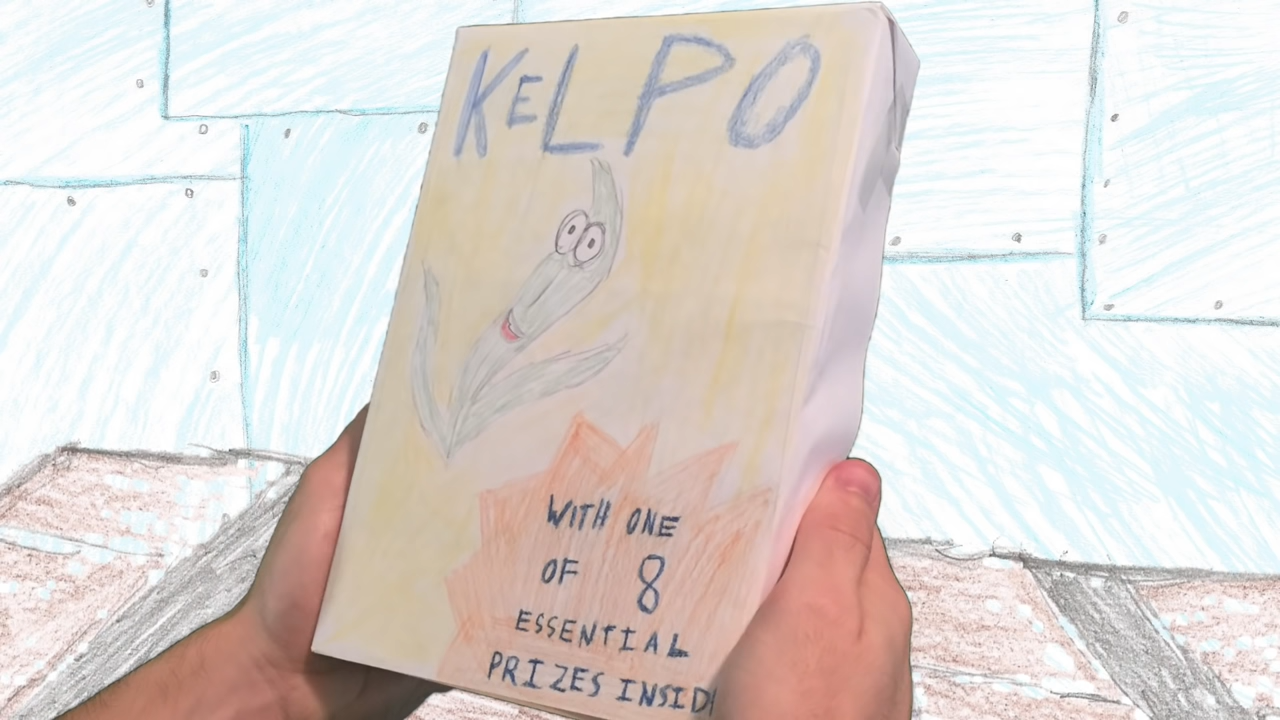 KELPO
WITH ONE
OF 8
ESSENTIAL
PRIZES INSID